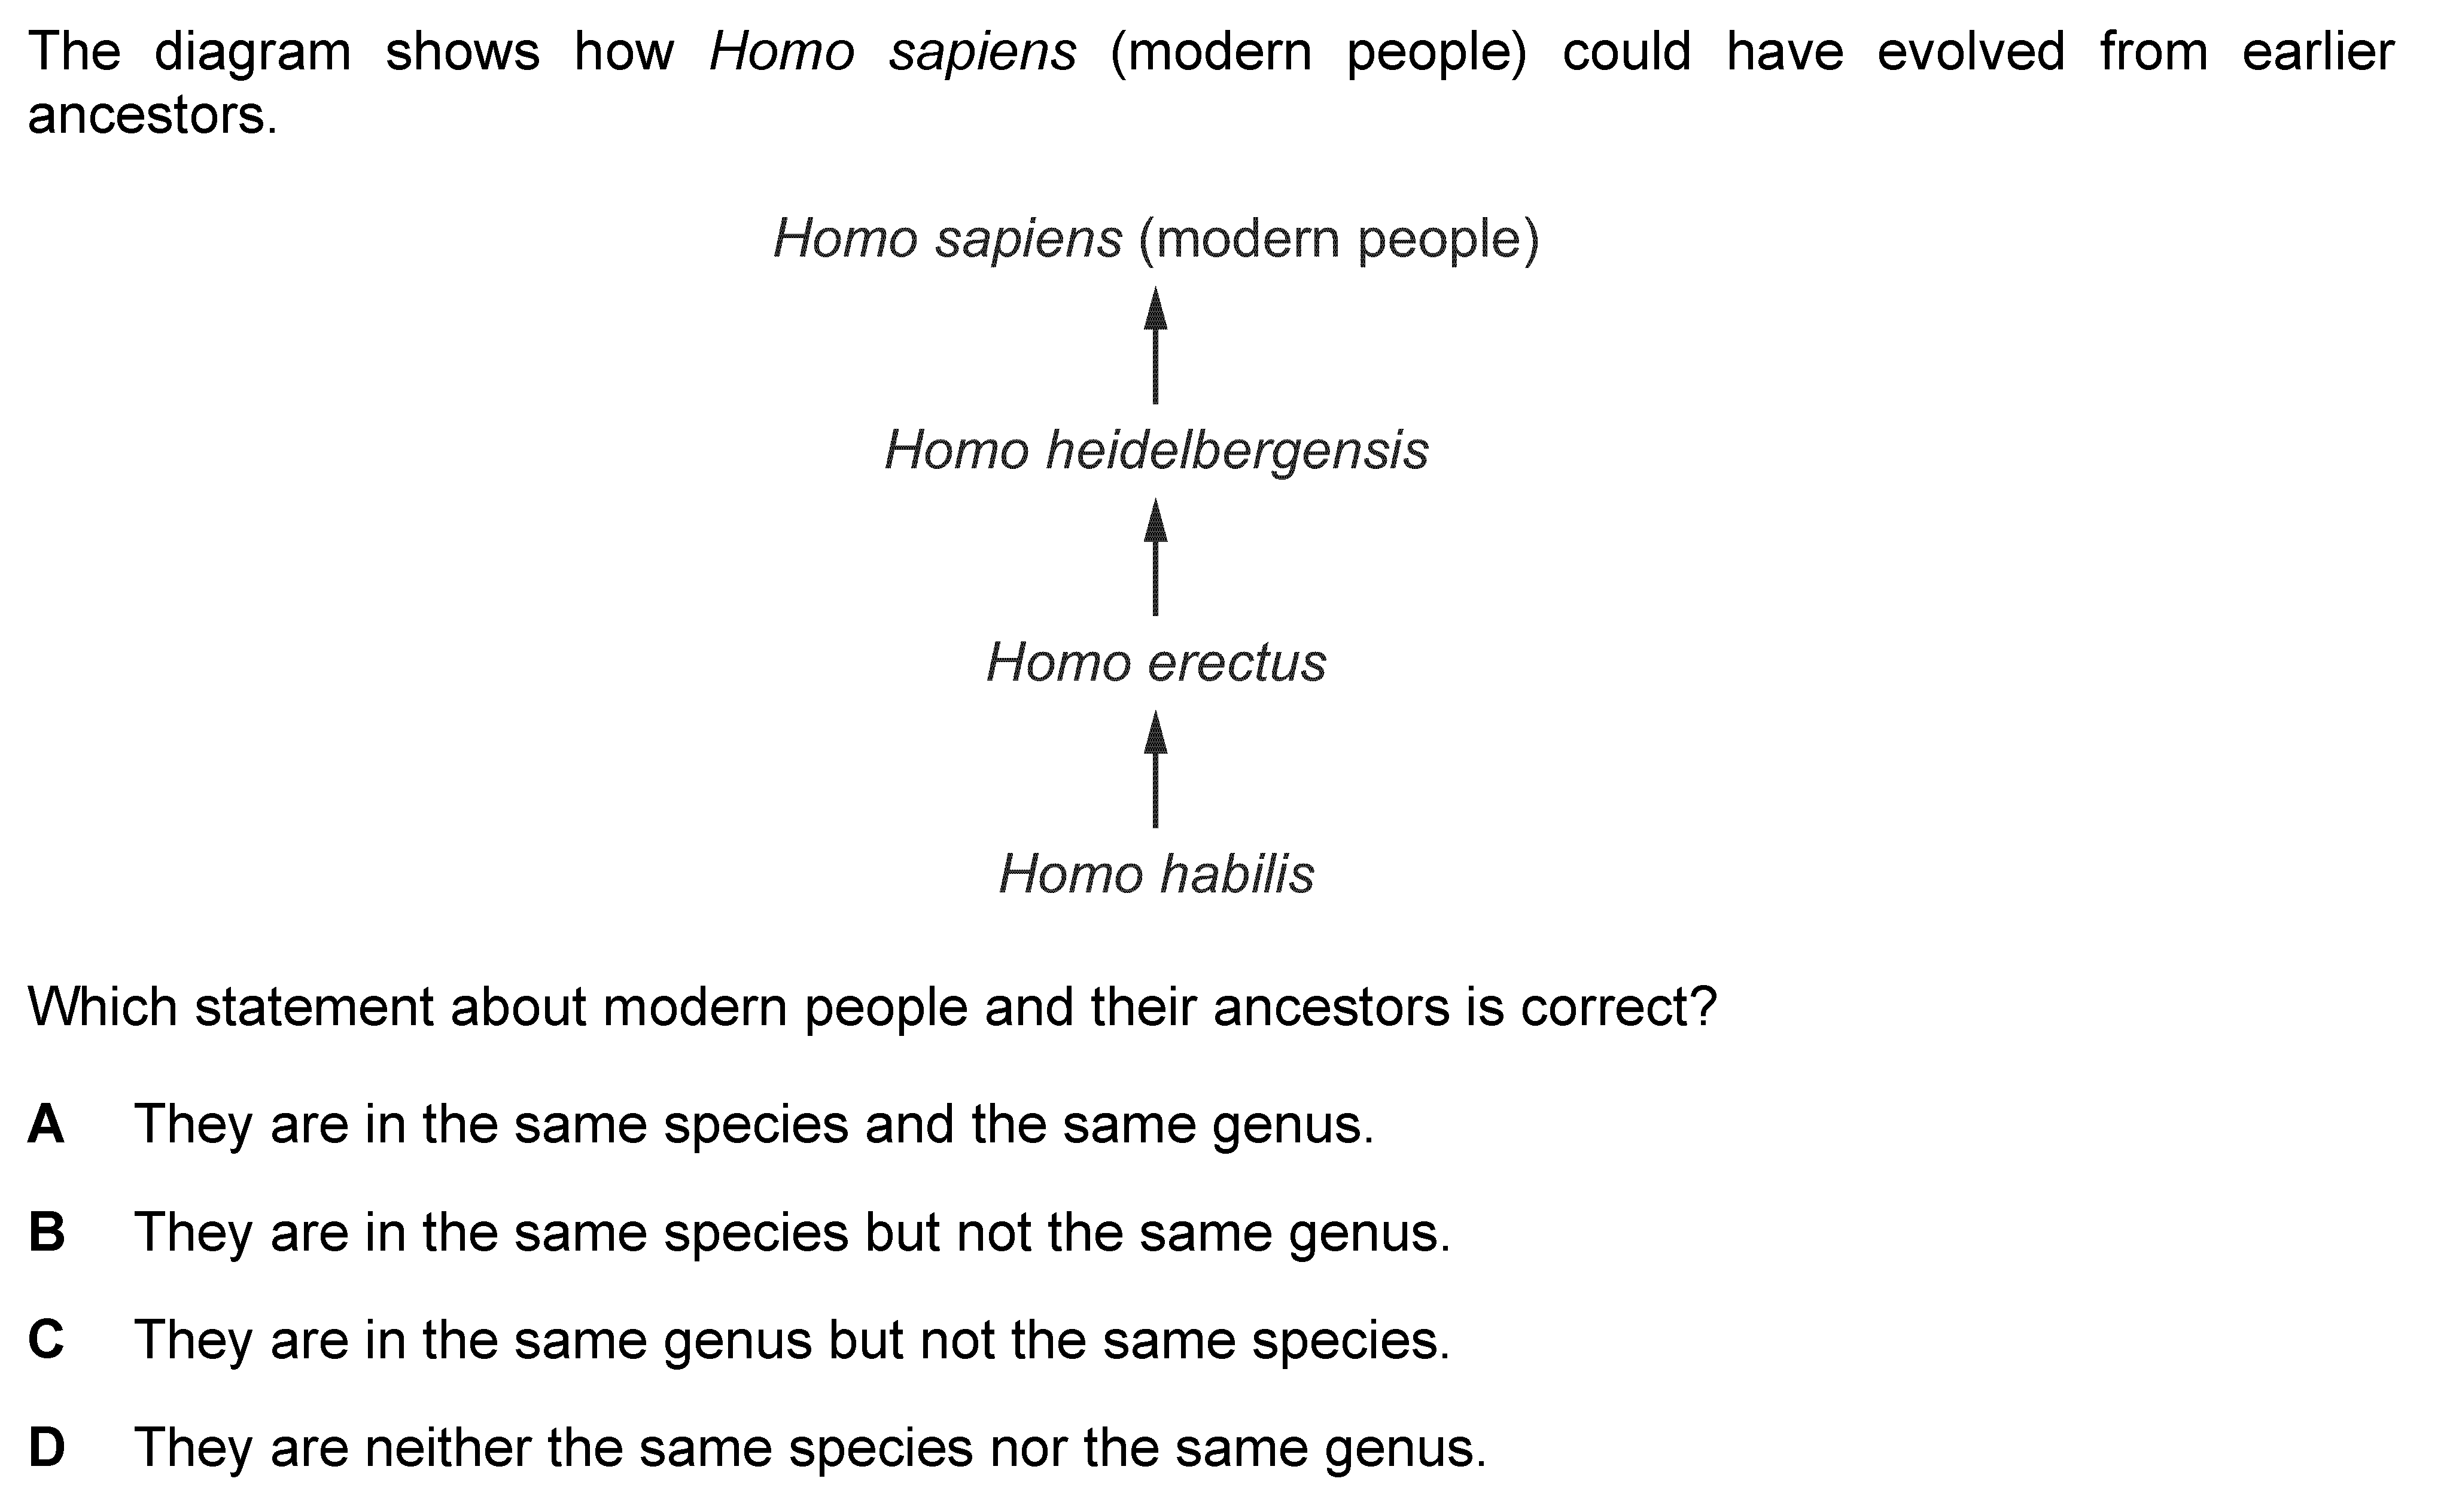 The diagram shows how Homo sapiens (modern people) could have evolved from earlier
ancestors.
Homo sapiens (modern people)
Homo heidelbergensis
Homo erectus
Homo habilis
Which statement about modern people and their ancestors is correct?
A They are in the same species and the same genus.
B They are in the same species but not the same genus.
C They are in the same genus but not the same species.
D They are neither the same species nor the same genus.